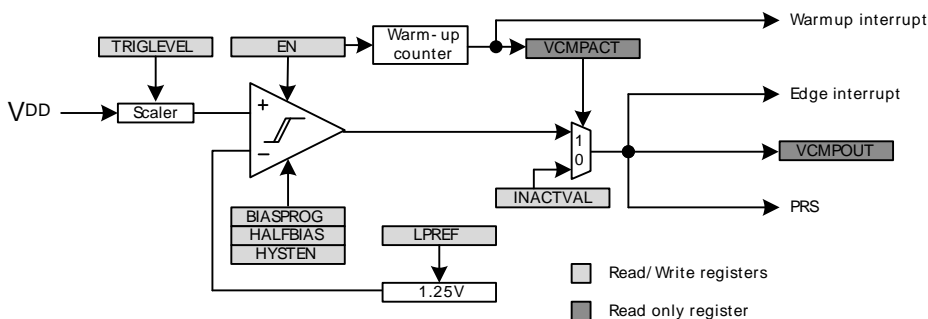 Warmup interrupt
TRIGLEVEL
EN
Warm-up
counter
VCMPACT
Edge interrupt
VDD
Scaler
+
−
1
0
VCMPOUT
INACTVAL
PRS
BIASPROG
HALFBIAS
HYSTEN
LPREF
1.25V
Read/Write registers
Read only register